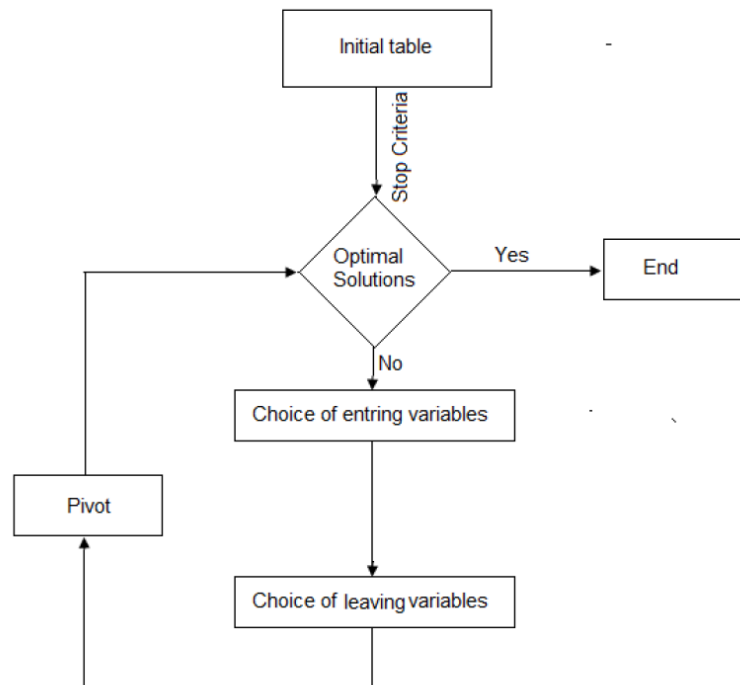 Initial table
Stop Criteria
Optimal
Solutions
Yes
End
No
Choice of entring variables
Pivot
Choice of leaving variables